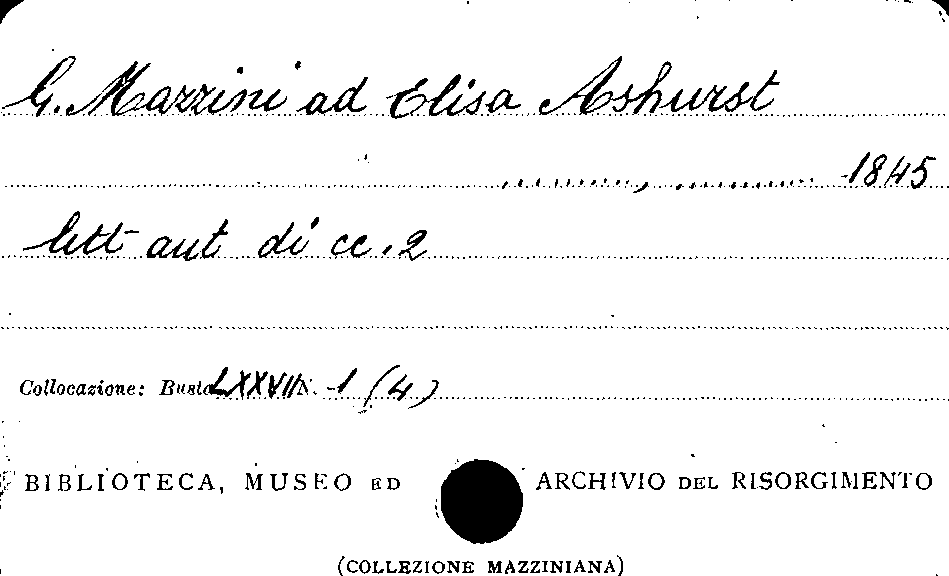 G. Mazzini ad Elisa Ashurst
........, ......... 1845
lett aut di cc. 2
Collocazione: Busta LXXVII N. 1 (4)
BIBLIOTECA, MUSEO ED ARCHIVIO DEL RISORGIMENTO
(COLLEZIONE MAZZINIANA)